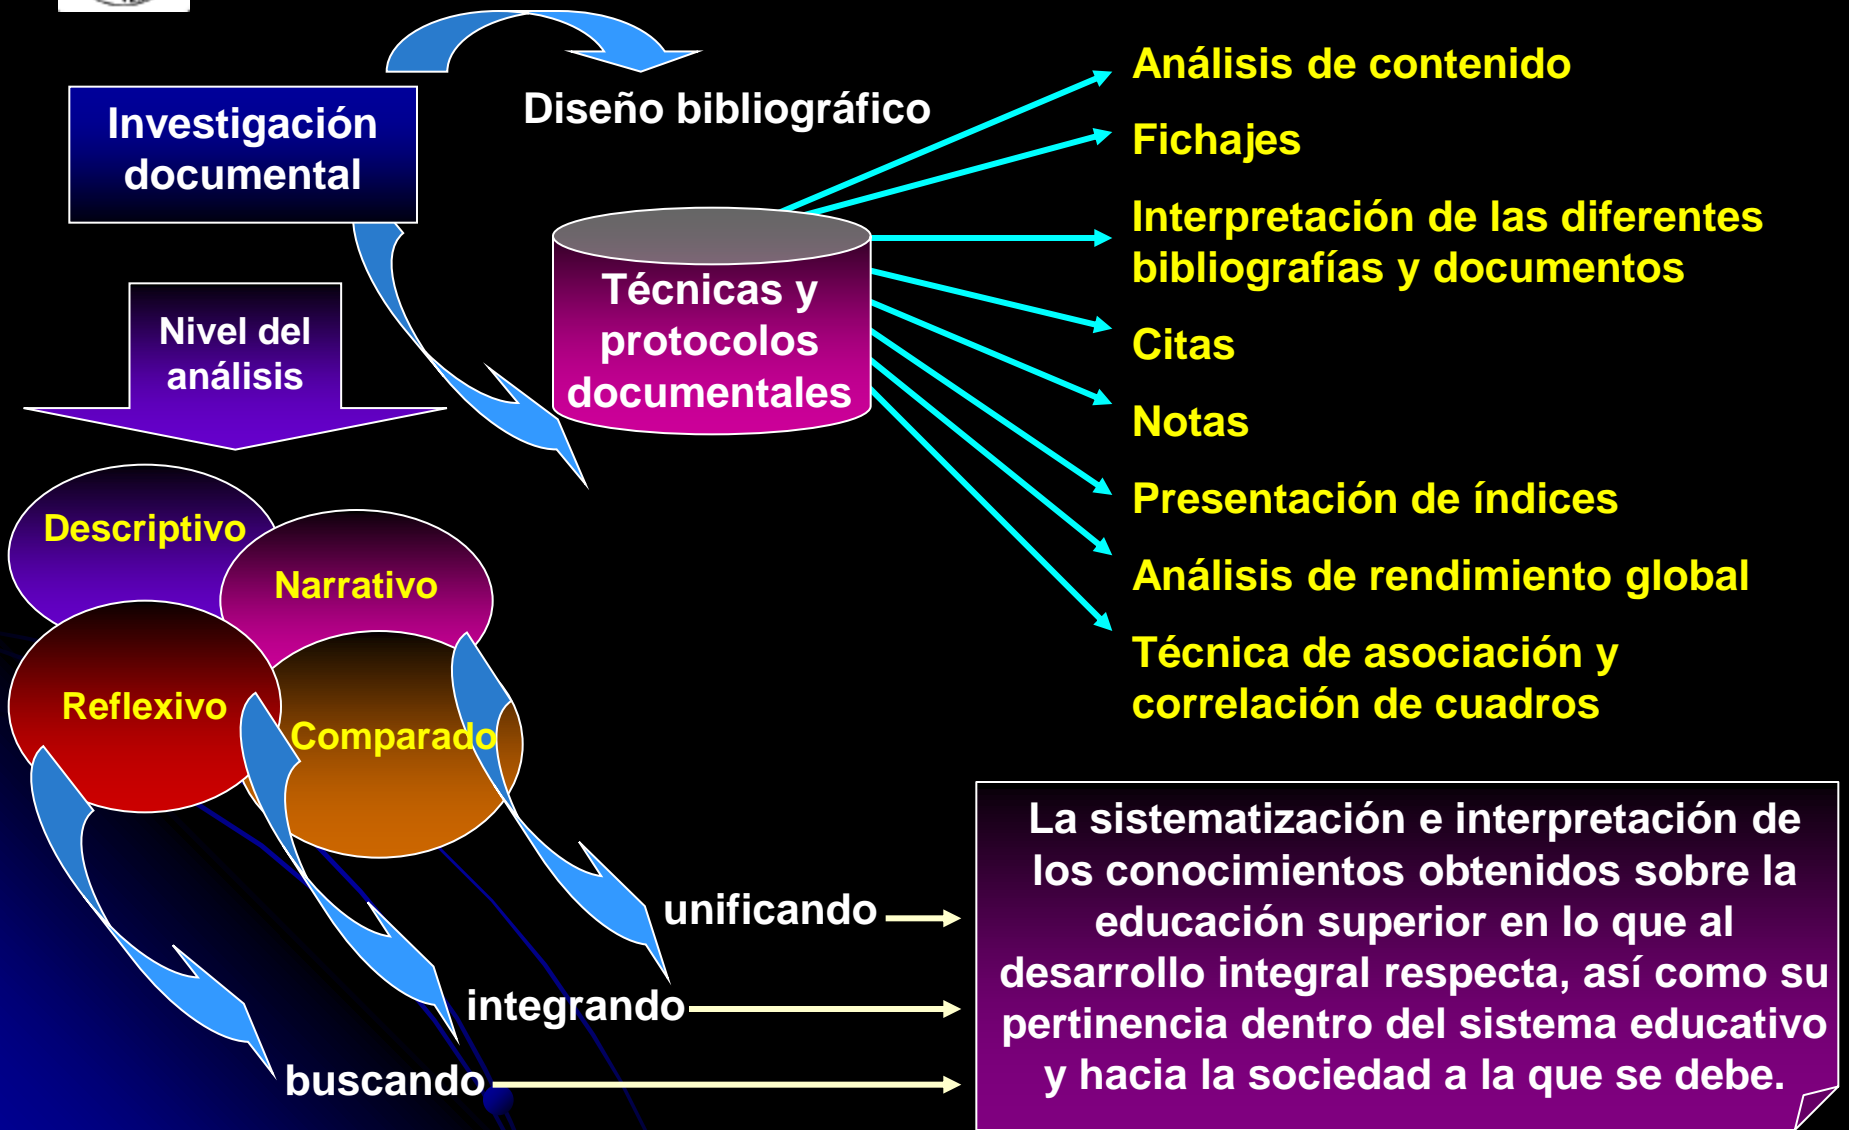 Investigación
documental
Diseño bibliográfico
Técnicas y
protocolos
documentales
Análisis de contenido
Fichajes
Interpretación de las diferentes
bibliografías y documentos
Citas
Notas
Presentación de índices
Análisis de rendimiento global
Técnica de asociación y
correlación de cuadros
Nivel del
análisis
Descriptivo
Narrativo
Reflexivo
Comparado
unificando
integrando
buscando
La sistematización e interpretación de
los conocimientos obtenidos sobre la
educación superior en lo que al
desarrollo integral respecta, así como su
pertinencia dentro del sistema educativo
y hacia la sociedad a la que se debe.